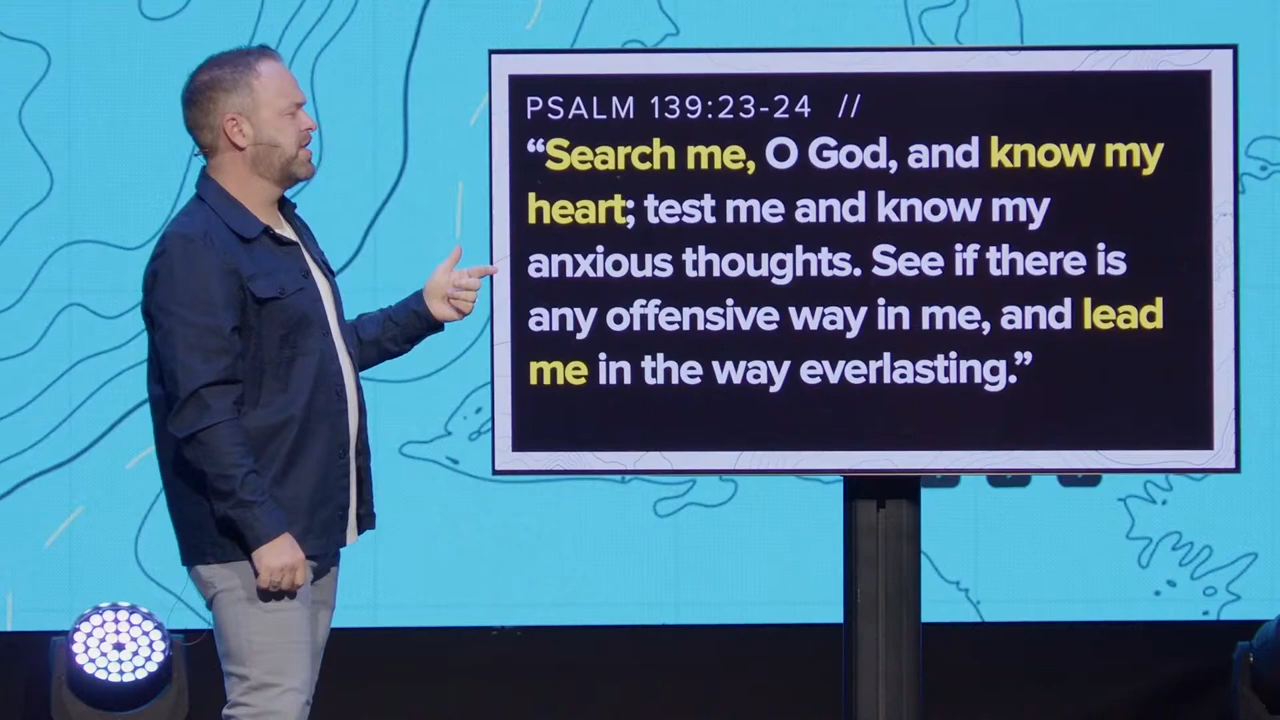 PSALM 139:23-24 //
“Search me, O God, and know my
heart; test me and know my
anxious thoughts. See if there is
any offensive way in me, and lead
me in the way everlasting.”